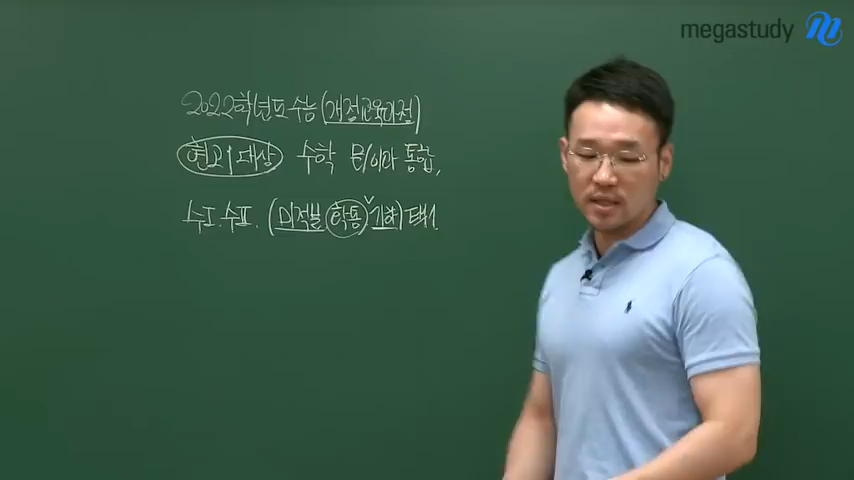 megastudy
2022학년도 수능 (개정교육과정)
현고1 대상 수학 문/이과 통합,
수Ⅰ. 수Ⅱ. (미적분 확통 기하) 택1.